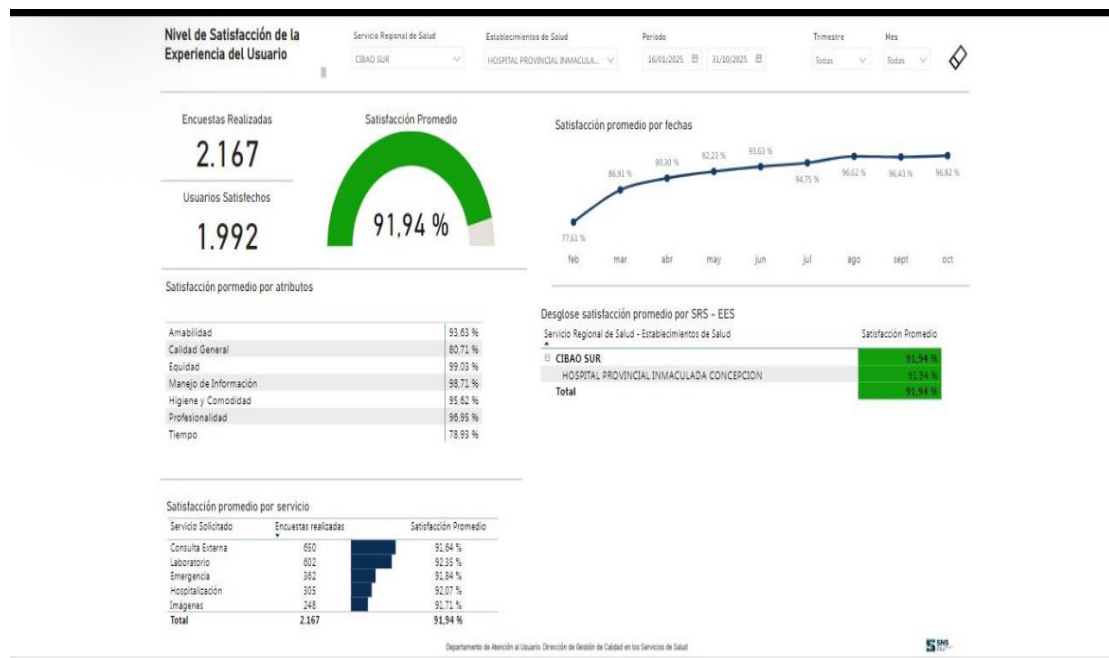 Nivel de Satisfacción de la
Experiencia del Usuario
Servicio Regional de Salud
CIBAO SUR
Establecimientos de Salud
HOSPITAL PROVINCIAL INMACULA...
Periodo
16/01/2025
31/10/2025
Trimestre
Todas
Mes
Todas
Encuestas Realizadas
2.167
Usuarios Satisfechos
1.992
Satisfacción Promedio
91,94 %
Satisfacción promedio por fechas
77,61 %
86,91 %
90,30 %
92,23 %
93,63 %
94,75 %
96,62 %
96,43 %
96,82 %
feb mar abr may jun jul ago sept oct
Satisfacción pormedio por atributos
Amabilidad 93,63 %
Calidad General 80,71 %
Equidad 99,03 %
Manejo de Información 98,71 %
Higiene y Comodidad 95,62 %
Profesionalidad 96,95 %
Tiempo 78,93 %
Desglose satisfacción promedio por SRS - EES
Servicio Regional de Salud - Establecimientos de Salud Satisfacción Promedio
CIBAO SUR 91,94 %
HOSPITAL PROVINCIAL INMACULADA CONCEPCION 91,94 %
Total 91,94 %
Satisfacción promedio por servicio
Servicio Solicitado Encuestas realizadas Satisfacción Promedio
Consulta Externa 650 91,64 %
Laboratorio 602 92,35 %
Emergencia 362 91,84 %
Hospitalización 305 92,07 %
Imágenes 248 91,71 %
Total 2.167 91,94 %
Departamento de Atención al Usuario. Dirección de Gestión de Calidad en los Servicios de Salud
SNS